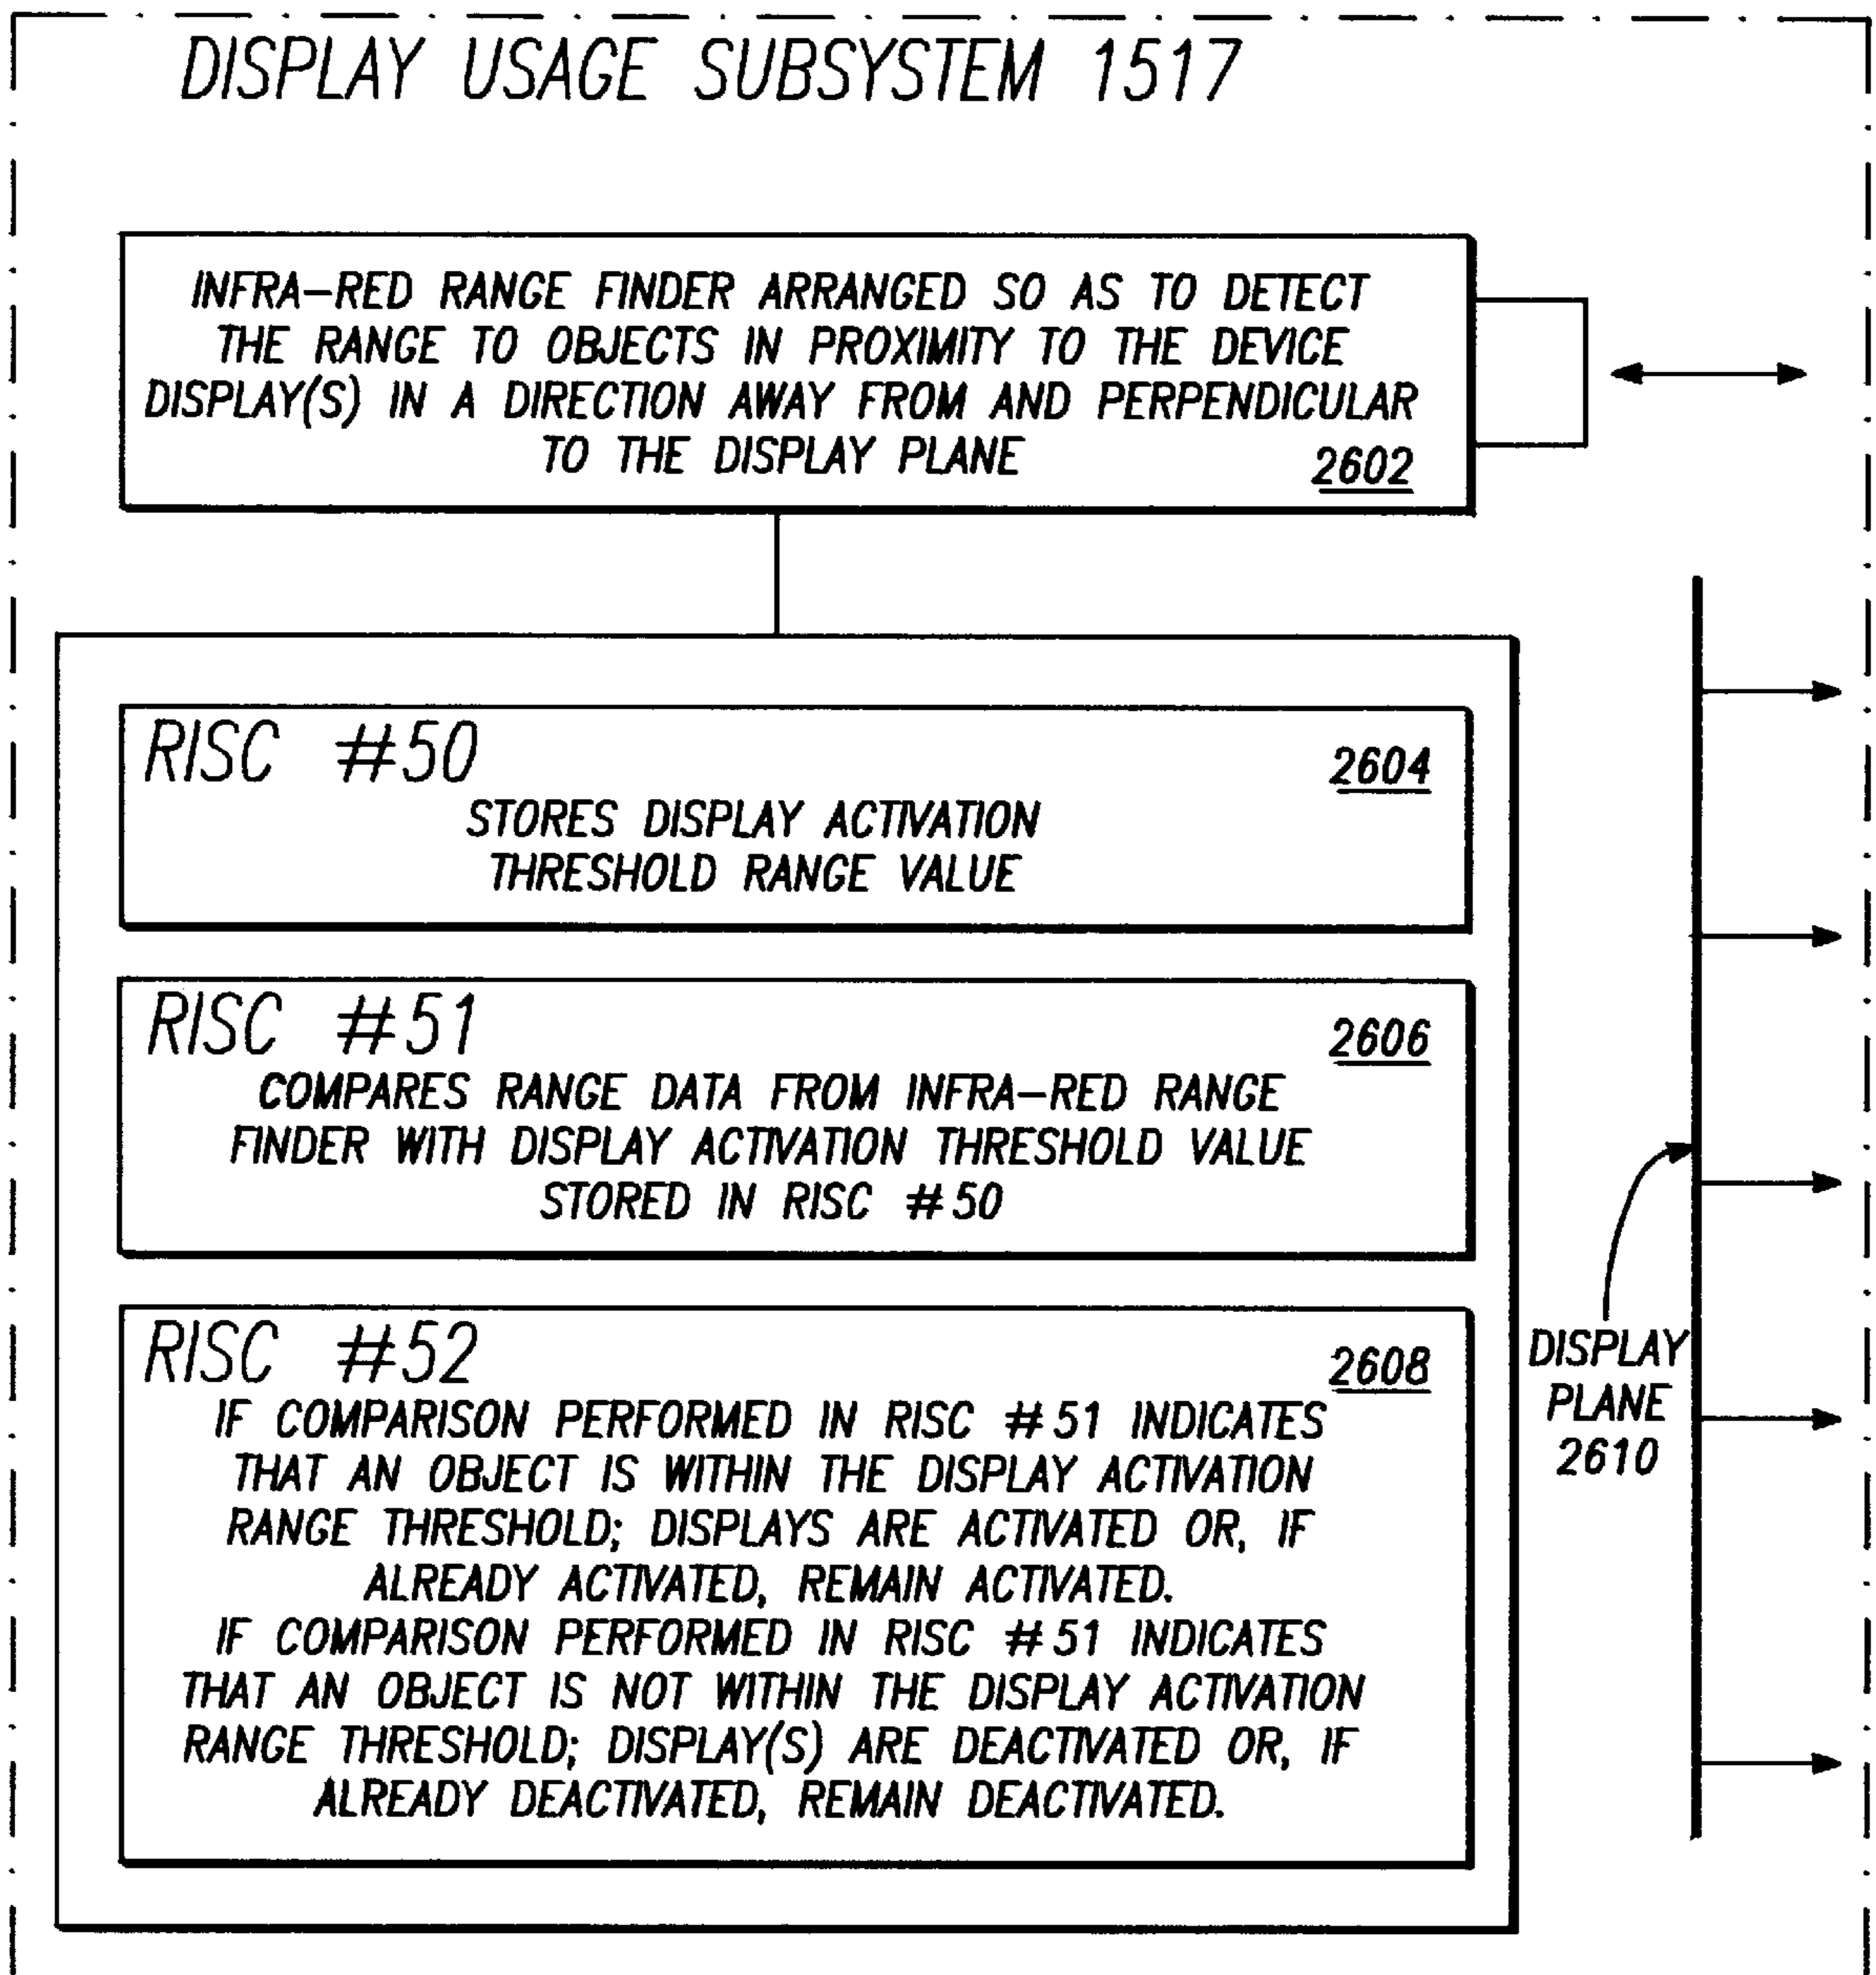 DISPLAY USAGE SUBSYSTEM 1517
INFRA-RED RANGE FINDER ARRANGED SO AS TO DETECT
THE RANGE TO OBJECTS IN PROXIMITY TO THE DEVICE
DISPLAY(S) IN A DIRECTION AWAY FROM AND PERPENDICULAR
TO THE DISPLAY PLANE
2602
RISC #50
2604
STORES DISPLAY ACTIVATION
THRESHOLD RANGE VALUE
RISC #51
2606
COMPARES RANGE DATA FROM INFRA-RED RANGE
FINDER WITH DISPLAY ACTIVATION THRESHOLD VALUE
STORED IN RISC #50
RISC #52
2608
IF COMPARISON PERFORMED IN RISC #51 INDICATES
THAT AN OBJECT IS WITHIN THE DISPLAY ACTIVATION
RANGE THRESHOLD; DISPLAYS ARE ACTIVATED OR, IF
ALREADY ACTIVATED, REMAIN ACTIVATED.
IF COMPARISON PERFORMED IN RISC #51 INDICATES
THAT AN OBJECT IS NOT WITHIN THE DISPLAY ACTIVATION
RANGE THRESHOLD; DISPLAY(S) ARE DEACTIVATED OR, IF
ALREADY DEACTIVATED, REMAIN DEACTIVATED.
DISPLAY
PLANE
2610